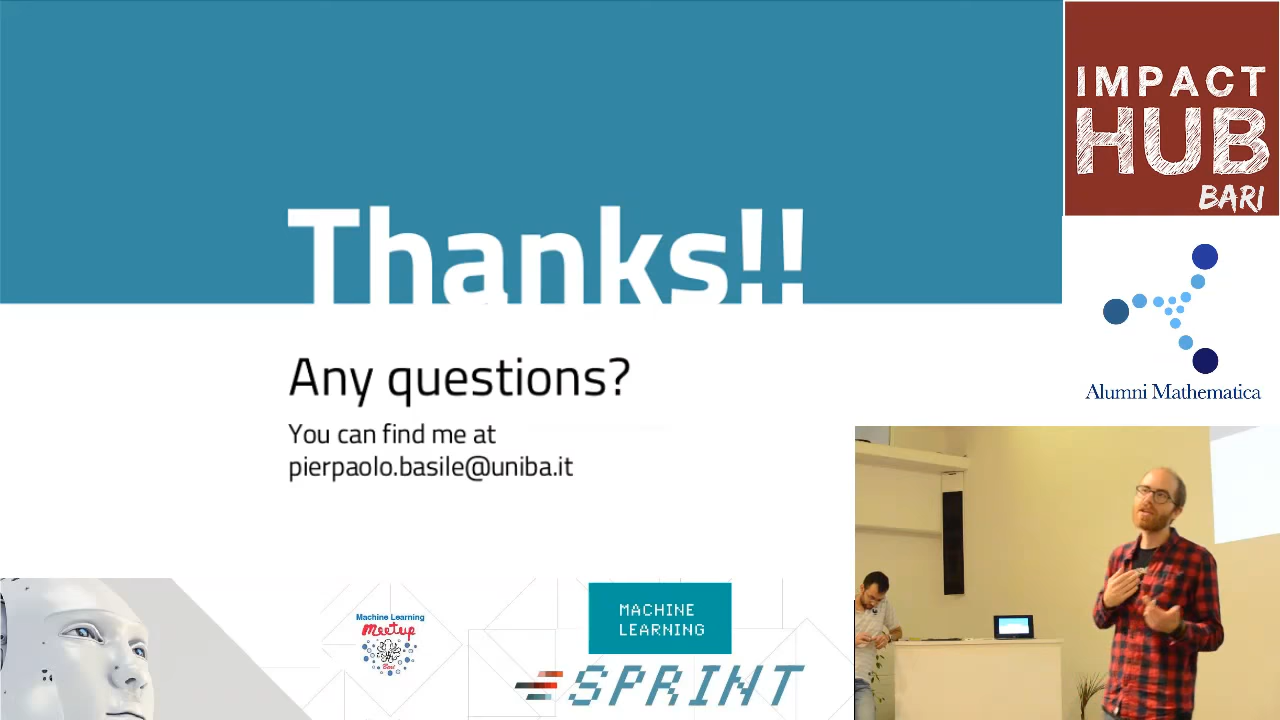 Thanks!!
Any questions?
You can find me at
pierpaolo.basile@uniba.it
IMPACT
HUB
BARI
Alumni Mathematica
Machine Learning
Meetup
Bari
MACHINE
LEARNING
SPRINT